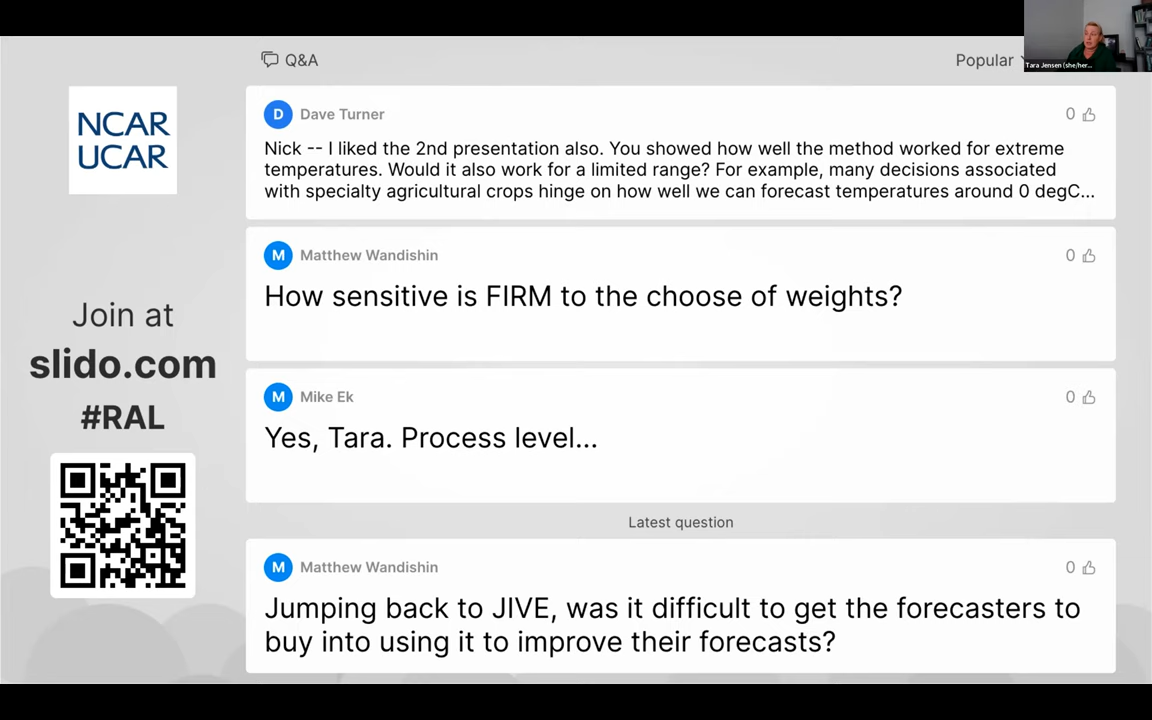 Q&A
Popular
Tara Jensen (she/her...
NCAR
UCAR
Join at
slido.com
#RAL
D Dave Turner
0
Nick -- I liked the 2nd presentation also. You showed how well the method worked for extreme
temperatures. Would it also work for a limited range? For example, many decisions associated
with specialty agricultural crops hinge on how well we can forecast temperatures around 0 degC...
M Matthew Wandishin
0
How sensitive is FIRM to the choose of weights?
M Mike Ek
0
Yes, Tara. Process level...
Latest question
M Matthew Wandishin
0
Jumping back to JIVE, was it difficult to get the forecasters to
buy into using it to improve their forecasts?